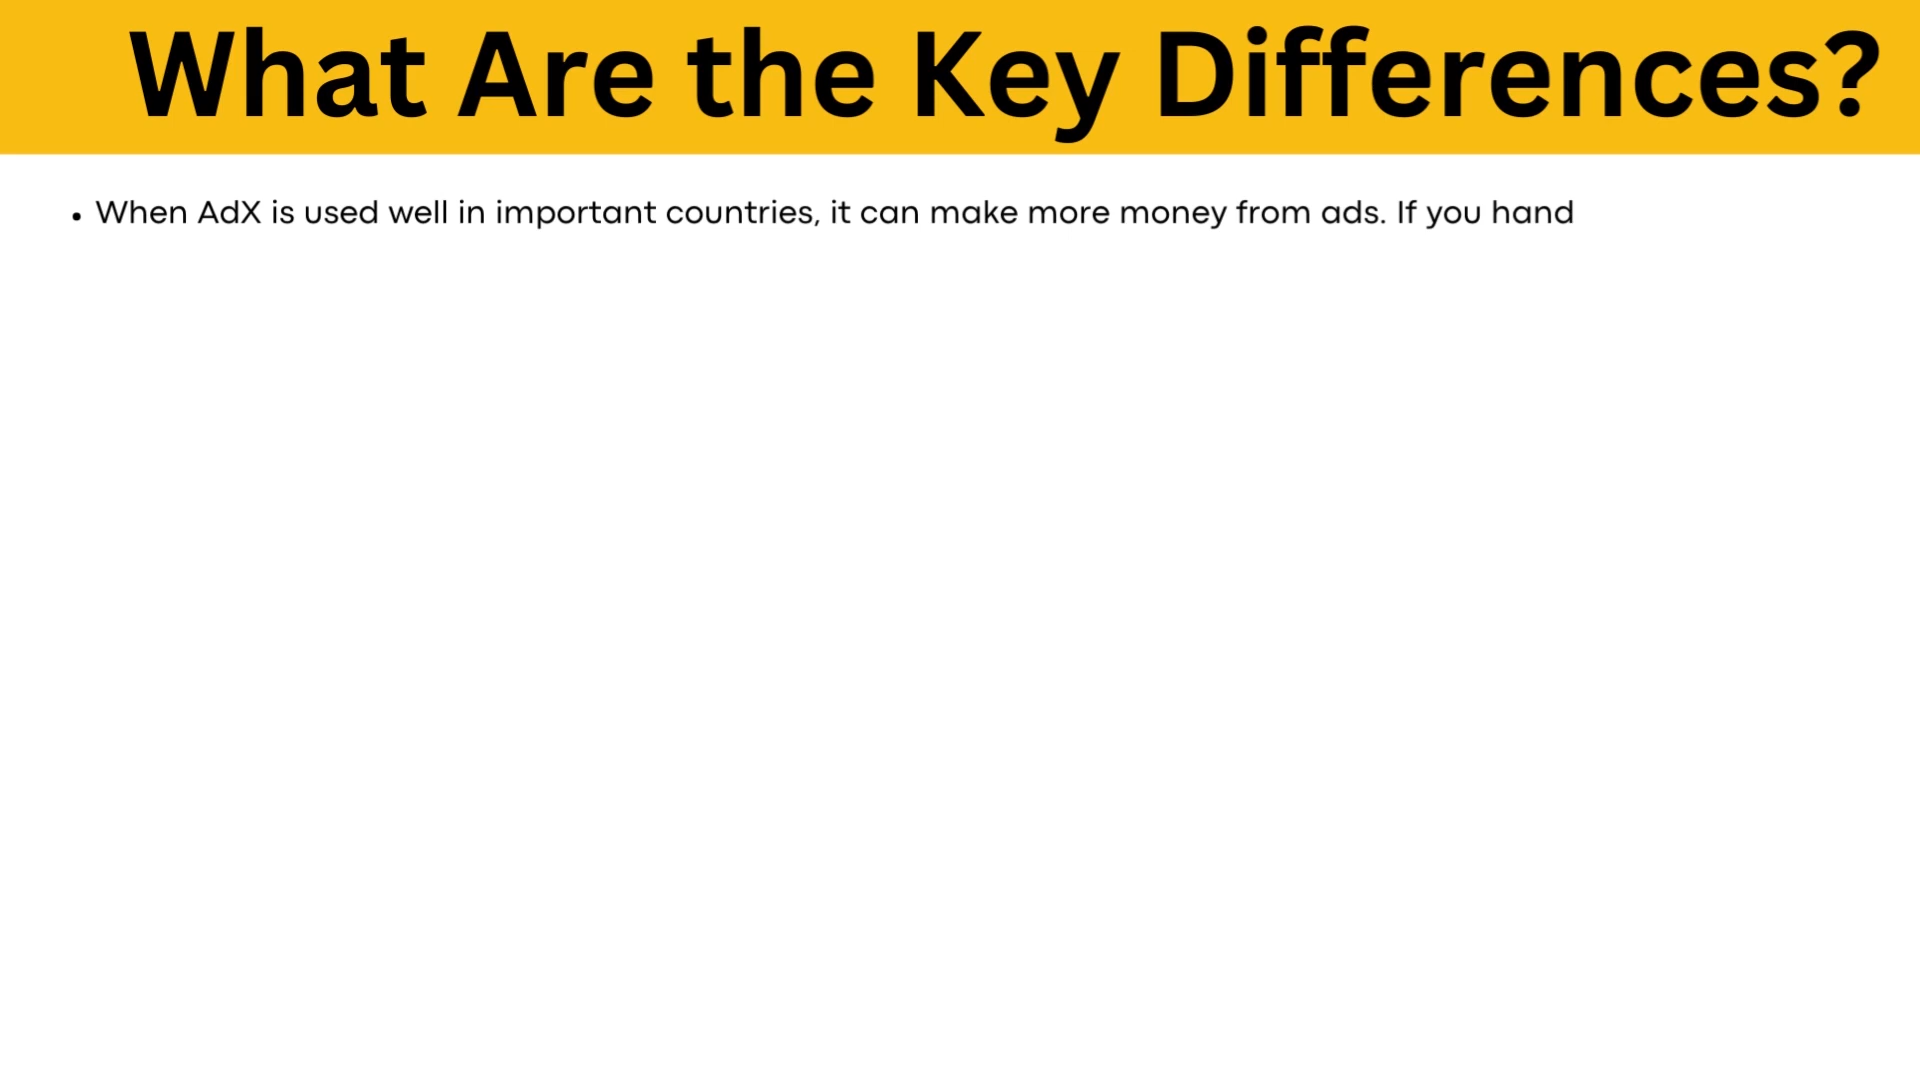 What Are the Key Differences?
• When AdX is used well in important countries, it can make more money from ads. If you hand